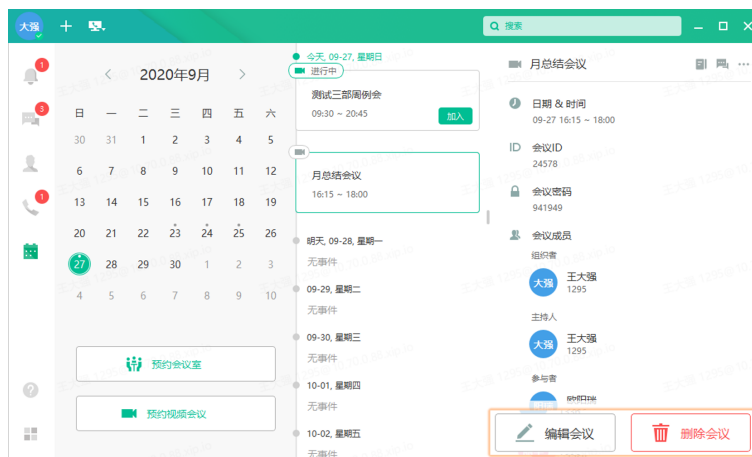 大强
搜索
1
3
1
2020年9月
日 一 二 三 四 五 六
30 31 1 2 3 4 5
6 7 8 9 10 11 12
13 14 15 16 17 18 19
20 21 22 23 24 25 26
27 28 29 30 1 2 3
4 5 6 7 8 9 10
预约会议室
预约视频会议
今天, 09-27, 星期日
进行中
测试三部周例会
09:30 ~ 20:45
加入
月总结会议
16:15 ~ 18:00
明天, 09-28, 星期一
无事件
09-29, 星期二
无事件
09-30, 星期三
无事件
10-01, 星期四
无事件
10-02, 星期五
无事件
月总结会议
日期 & 时间
09-27 16:15 ~ 18:00
ID 会议ID
24578
会议密码
941949
会议成员
组织者
大强 王大强
1295
主持人
大强 王大强
1295
参与者
欧阳瑞
编辑会议
删除会议